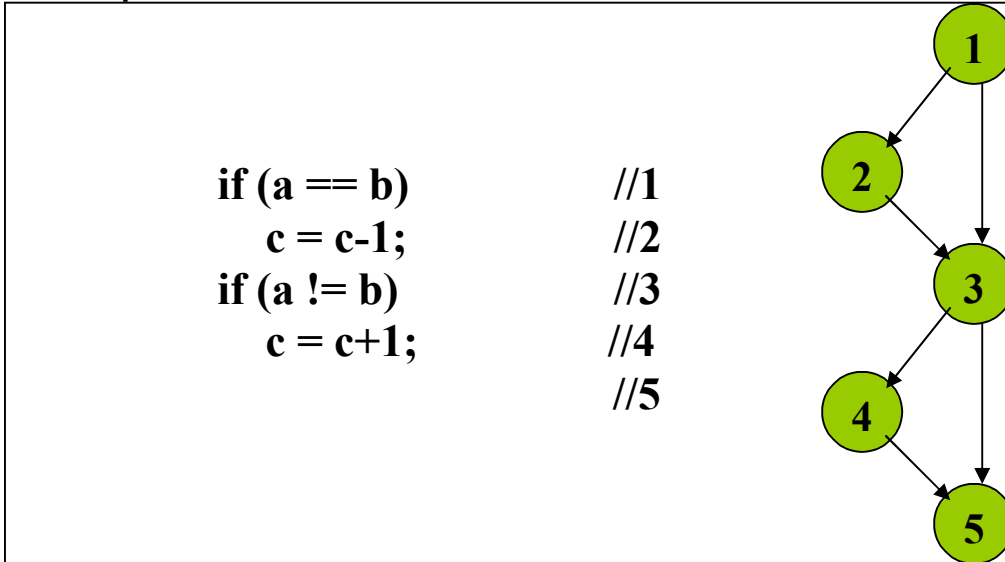 if (a == b) //1
c = c-1; //2
if (a != b) //3
c = c+1; //4
//5
1
2
3
4
5